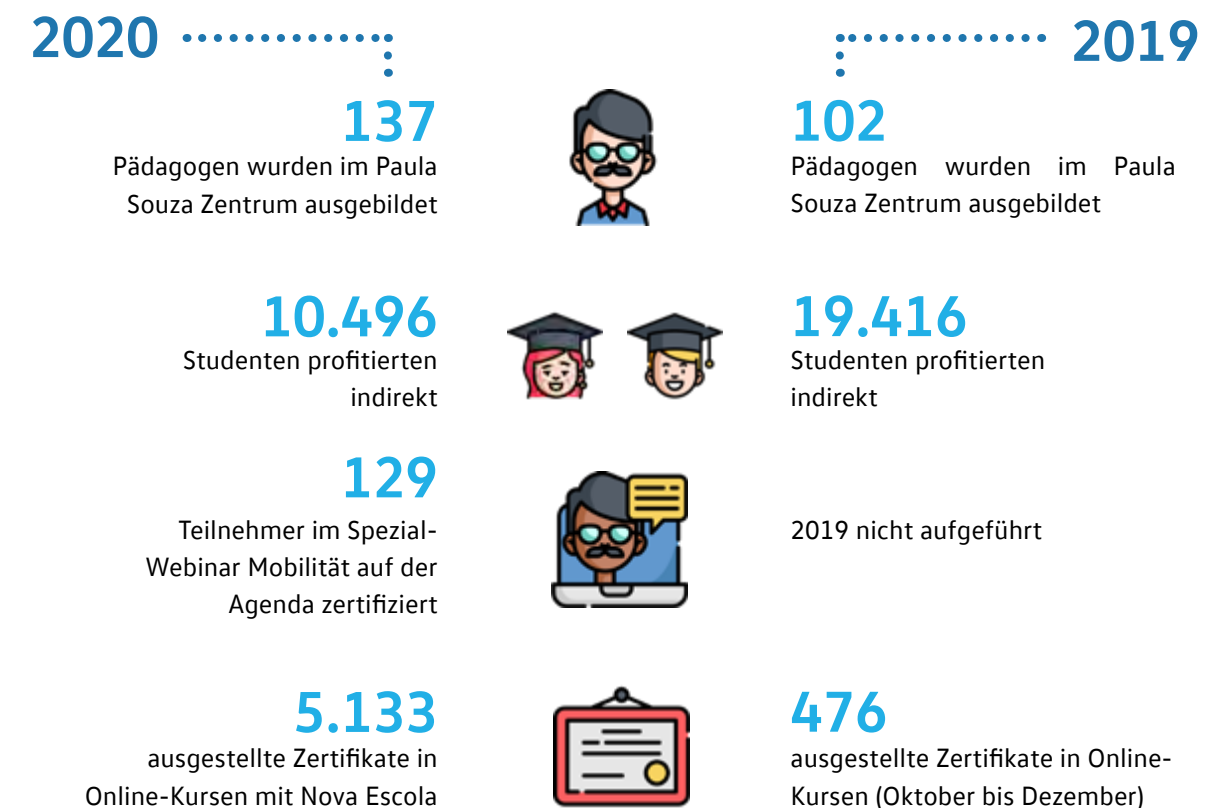 2020
2019
137
Pädagogen wurden im Paula
Souza Zentrum ausgebildet
102
Pädagogen wurden im Paula
Souza Zentrum ausgebildet
10.496
Studenten profitierten
indirekt
19.416
Studenten profitierten
indirekt
129
Teilnehmer im Spezial-
Webinar Mobilität auf der
Agenda zertifiziert
2019 nicht aufgeführt
5.133
ausgestellte Zertifikate in
Online-Kursen mit Nova Escola
476
ausgestellte Zertifikate in Online-
Kursen (Oktober bis Dezember)